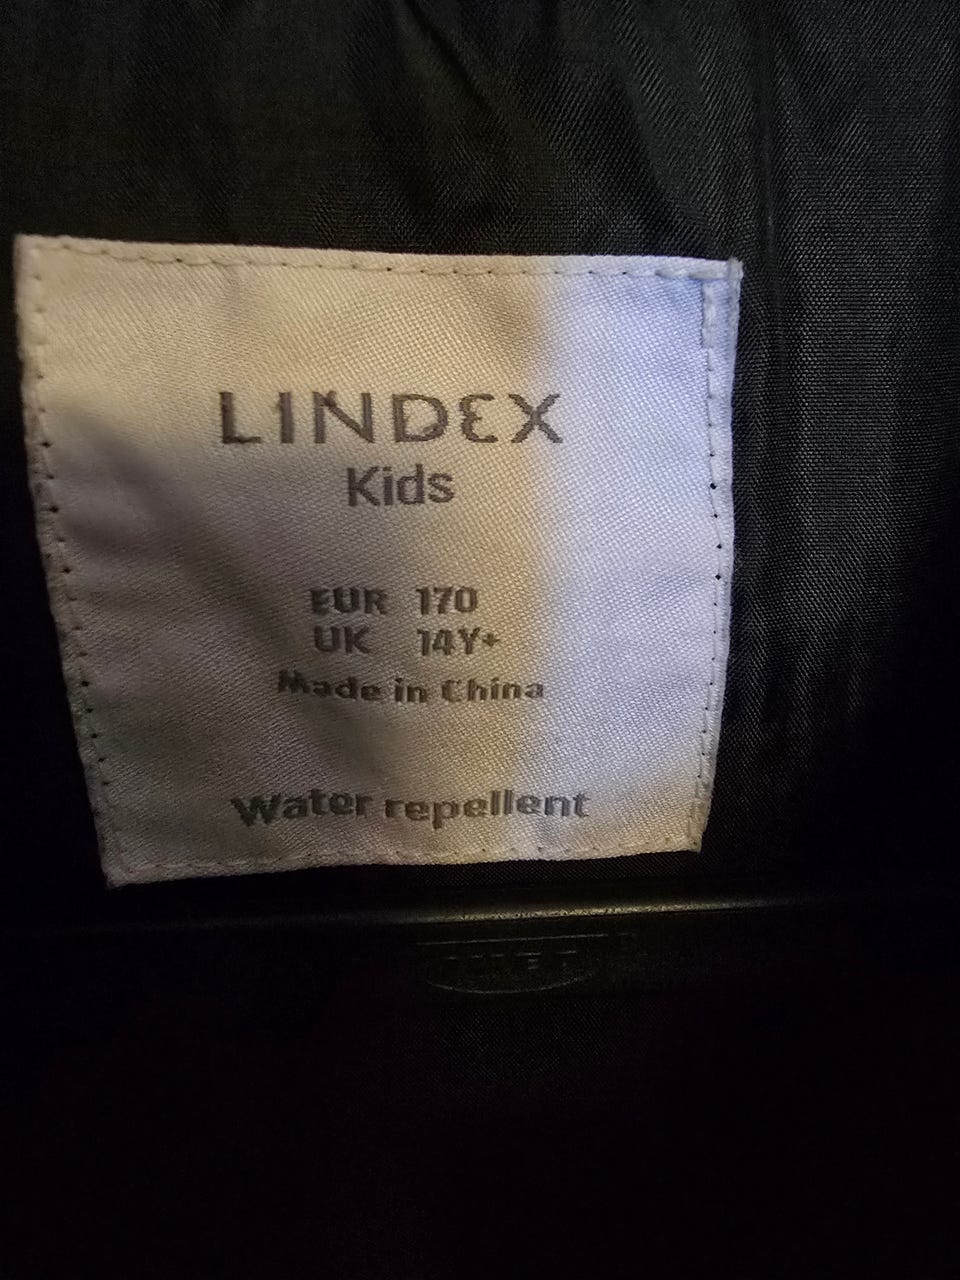 LINDEX
Kids
EUR 170
UK 14Y+
Made in China
Water repellent